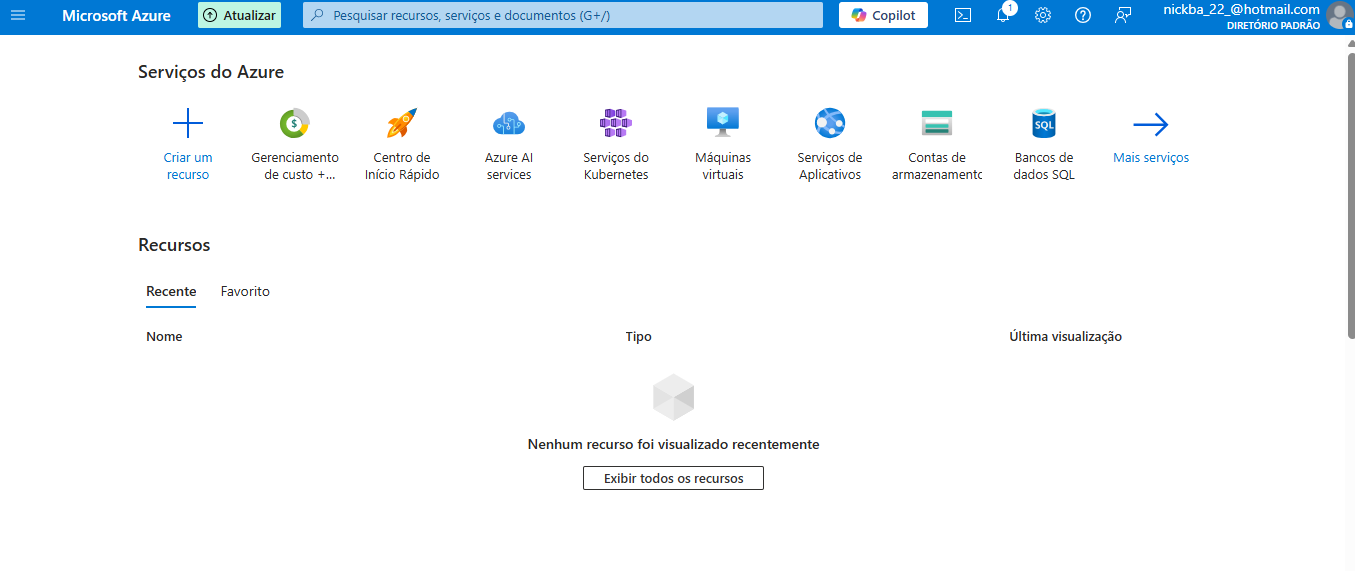 Microsoft Azure
Atualizar
Pesquisar recursos, serviços e documentos (G+/)
Copilot
1
nickba_22_@hotmail.com
DIRETÓRIO PADRÃO
Serviços do Azure
Criar um
recurso
$
Gerenciamento
de custo +...
Centro de
Início Rápido
Azure AI
services
Serviços do
Kubernetes
Máquinas
virtuais
Serviços de
Aplicativos
Contas de
armazenamento
SQL
Bancos de
dados SQL
Mais serviços
Recursos
Recente
Favorito
Nome
Tipo
Última visualização
Nenhum recurso foi visualizado recentemente
Exibir todos os recursos